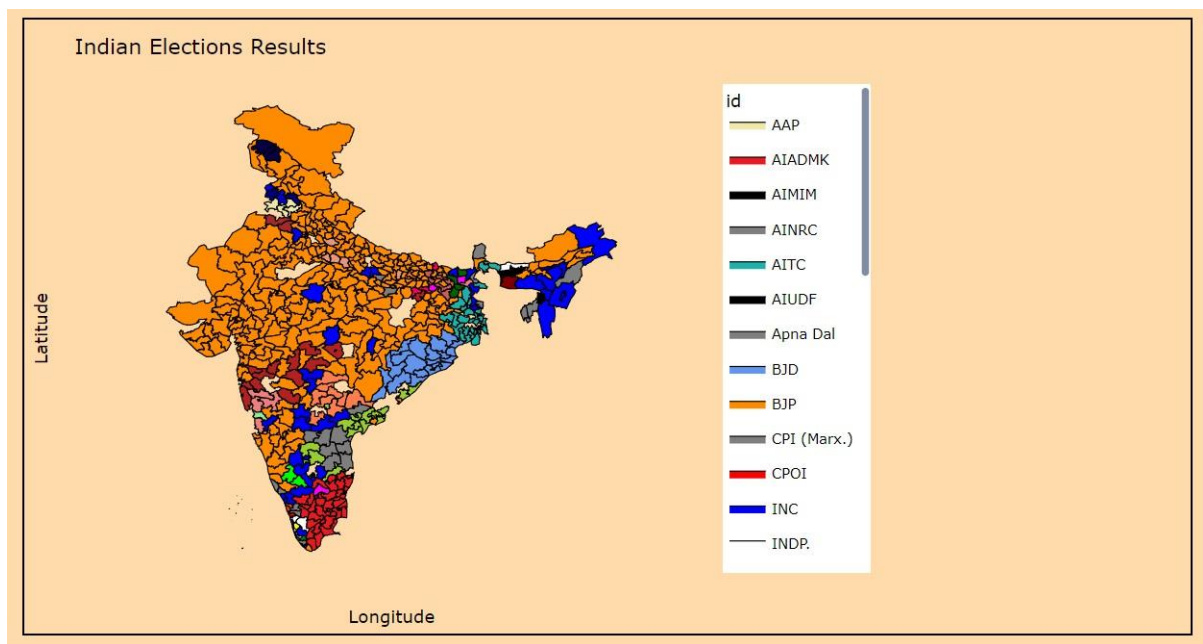 Indian Elections Results
id
AAP
AIADMK
AIMIM
AINRC
AITC
AIUDF
Apna Dal
BJD
BJP
CPI (Marx.)
CPOI
INC
INDP.
Latitude
Longitude